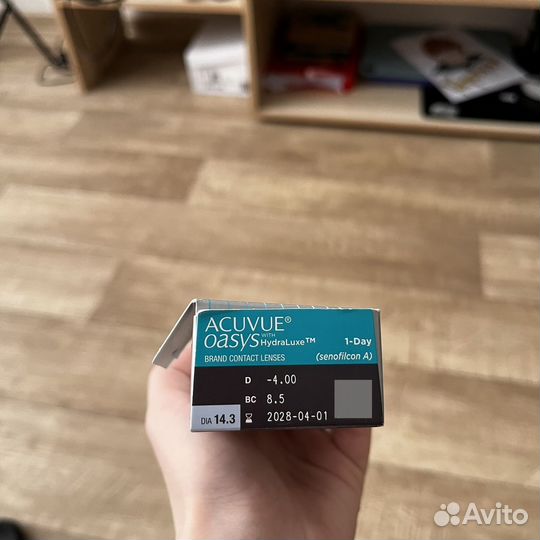 ACUVUE®
oasys WITH HydraLuxe™ 1-Day
BRAND CONTACT LENSES (senofilcon A)
D -4.00
BC 8.5
DIA 14.3 2028-04-01
Avito